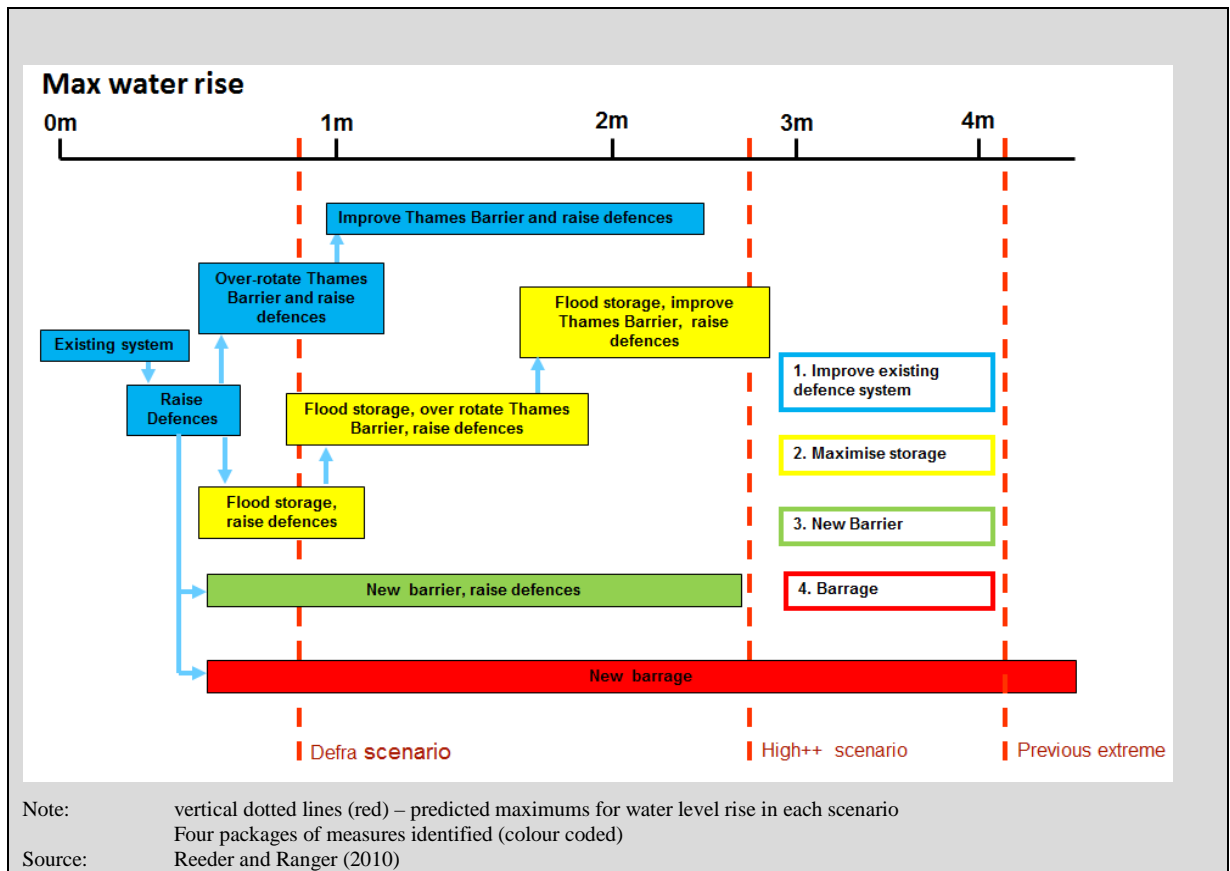 Max water rise
0m 1m 2m 3m 4m
Improve Thames Barrier and raise defences
Over-rotate Thames
Barrier and raise
defences
Flood storage, improve
Thames Barrier, raise
defences
Existing system
Raise
Defences
Flood storage, over rotate Thames
Barrier, raise defences
Flood storage,
raise defences
New barrier, raise defences
New barrage
1. Improve existing
defence system
2. Maximise storage
3. New Barrier
4. Barrage
Defra scenario
High++ scenario
Previous extreme
Note: vertical dotted lines (red) – predicted maximums for water level rise in each scenario
Four packages of measures identified (colour coded)
Source: Reeder and Ranger (2010)